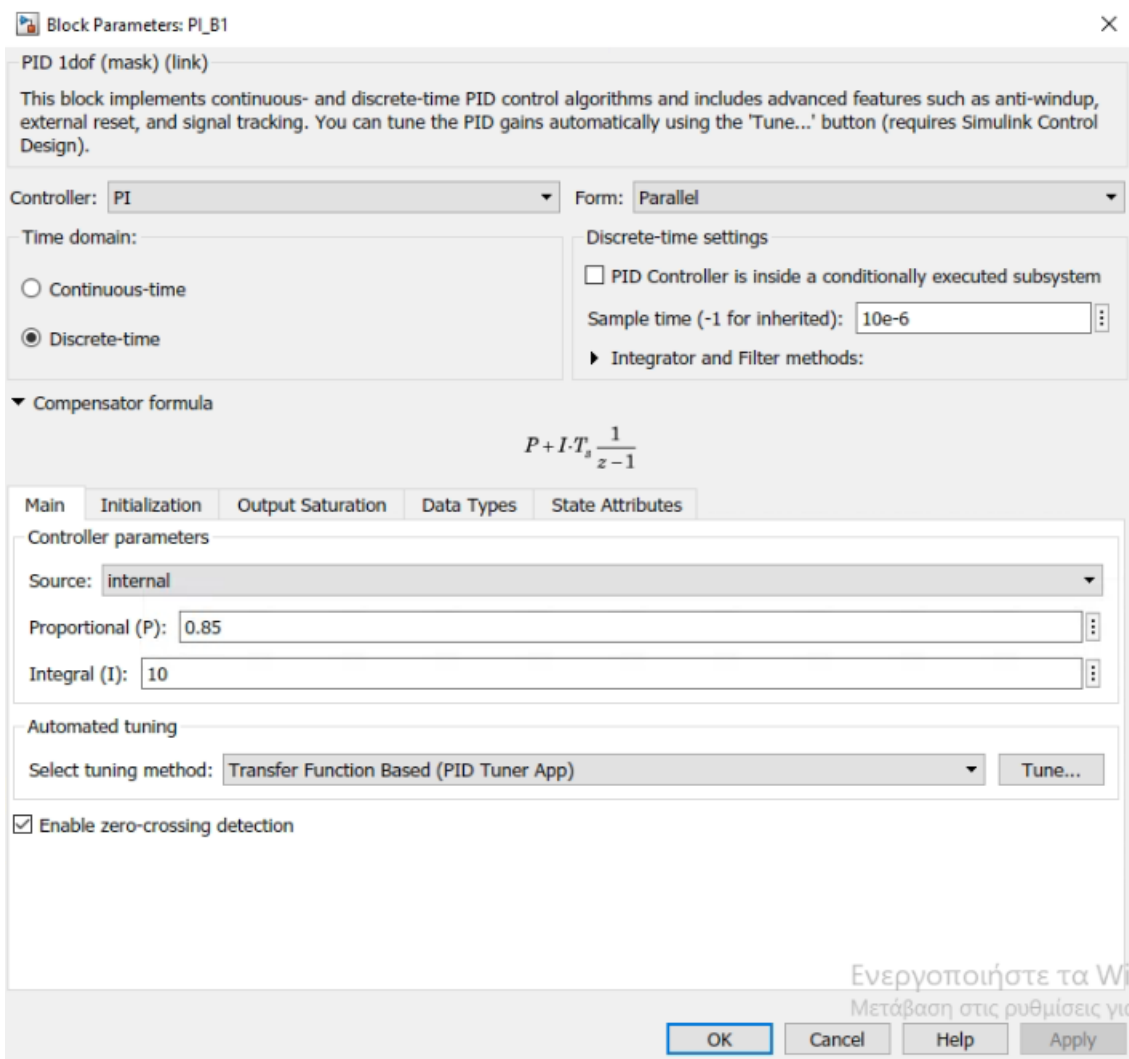 Block Parameters: PI_B1
PID 1dof (mask) (link)
This block implements continuous- and discrete-time PID control algorithms and includes advanced features such as anti-windup,
external reset, and signal tracking. You can tune the PID gains automatically using the 'Tune...' button (requires Simulink Control
Design).
Controller: PI Form: Parallel
Time domain: Discrete-time settings
PID Controller is inside a conditionally executed subsystem
Continuous-time
Sample time (-1 for inherited): 10e-6
Discrete-time
Integrator and Filter methods:
Compensator formula
P+I·T_s \frac{1}{z-1}
Main Initialization Output Saturation Data Types State Attributes
Controller parameters
Source: internal
Proportional (P): 0.85
Integral (I): 10
Automated tuning
Select tuning method: Transfer Function Based (PID Tuner App) Tune...
Enable zero-crossing detection
Ενεργοποιήστε τα Wi
Μετάβαση στις ρυθμίσεις για
OK Cancel Help Apply